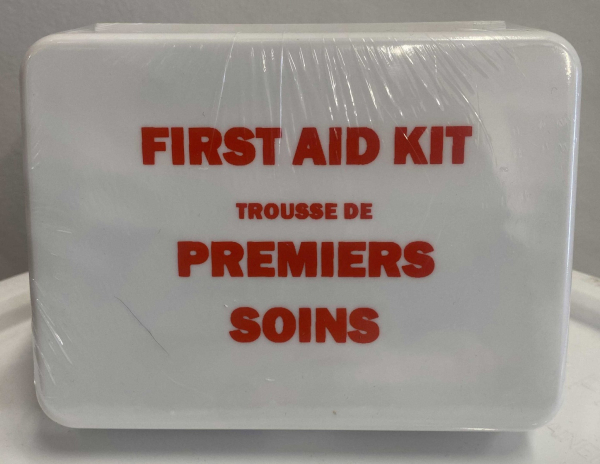 FIRST AID KIT
TROUSSE DE
PREMIERS
SOINS